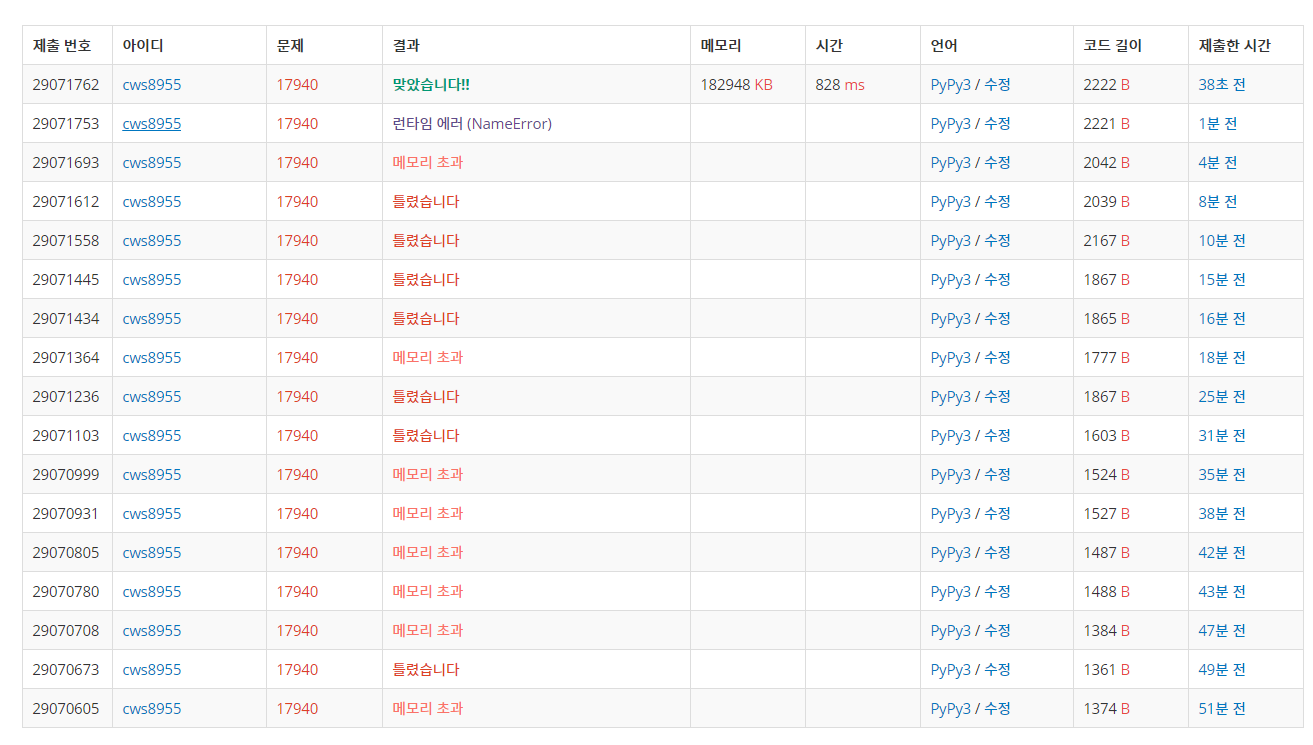 제출 번호 아이디 문제 결과 메모리 시간 언어 코드 길이 제출한 시간
29071762 cws8955 17940 맞았습니다!! 182948 KB 828 ms PyPy3 / 수정 2222 B 38초 전
29071753 cws8955 17940 런타임 에러 (NameError) PyPy3 / 수정 2221 B 1분 전
29071693 cws8955 17940 메모리 초과 PyPy3 / 수정 2042 B 4분 전
29071612 cws8955 17940 틀렸습니다 PyPy3 / 수정 2039 B 8분 전
29071558 cws8955 17940 틀렸습니다 PyPy3 / 수정 2167 B 10분 전
29071445 cws8955 17940 틀렸습니다 PyPy3 / 수정 1867 B 15분 전
29071434 cws8955 17940 틀렸습니다 PyPy3 / 수정 1865 B 16분 전
29071364 cws8955 17940 메모리 초과 PyPy3 / 수정 1777 B 18분 전
29071236 cws8955 17940 틀렸습니다 PyPy3 / 수정 1867 B 25분 전
29071103 cws8955 17940 틀렸습니다 PyPy3 / 수정 1603 B 31분 전
29070999 cws8955 17940 메모리 초과 PyPy3 / 수정 1524 B 35분 전
29070931 cws8955 17940 메모리 초과 PyPy3 / 수정 1527 B 38분 전
29070805 cws8955 17940 메모리 초과 PyPy3 / 수정 1487 B 42분 전
29070780 cws8955 17940 메모리 초과 PyPy3 / 수정 1488 B 43분 전
29070708 cws8955 17940 메모리 초과 PyPy3 / 수정 1384 B 47분 전
29070673 cws8955 17940 틀렸습니다 PyPy3 / 수정 1361 B 49분 전
29070605 cws8955 17940 메모리 초과 PyPy3 / 수정 1374 B 51분 전